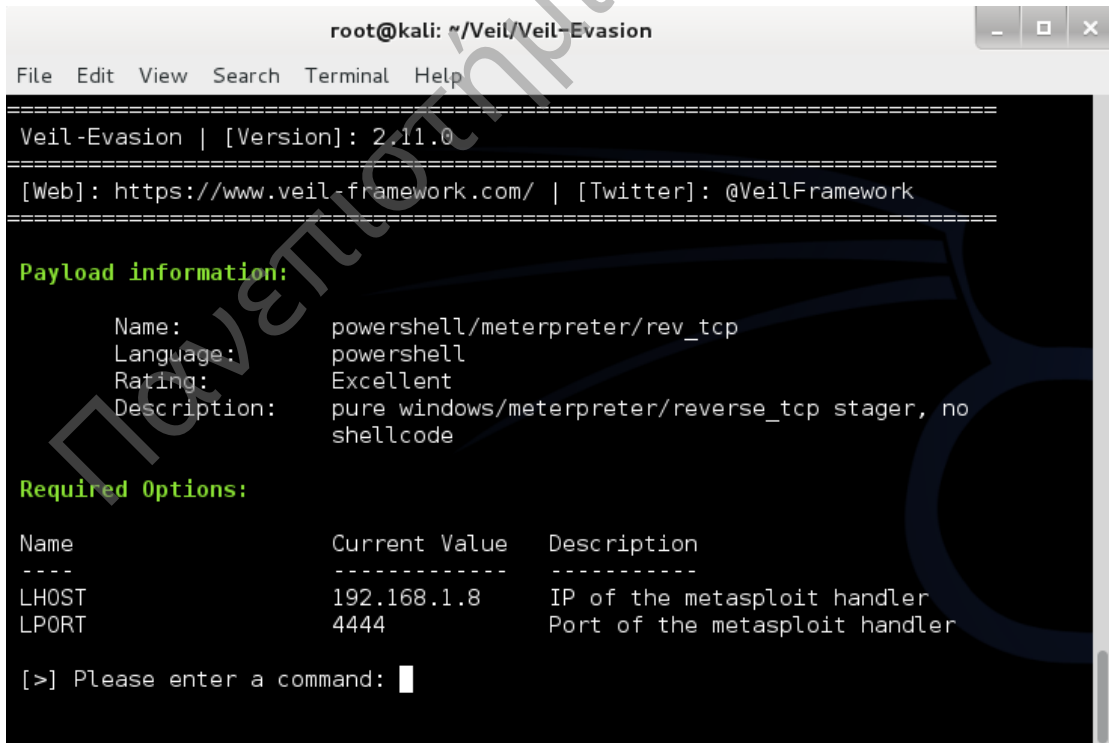 root@kali: ~/Veil/Veil-Evasion
File Edit View Search Terminal Help
=========================================================================
Veil-Evasion | [Version]: 2.11.0
=========================================================================
[Web]: https://www.veil-framework.com/ | [Twitter]: @VeilFramework
=========================================================================
Payload information:
Name: powershell/meterpreter/rev_tcp
Language: powershell
Rating: Excellent
Description: pure windows/meterpreter/reverse_tcp stager, no
shellcode
Required Options:
Name Current Value Description
---- ------------- -----------
LHOST 192.168.1.8 IP of the metasploit handler
LPORT 4444 Port of the metasploit handler
[>] Please enter a command: